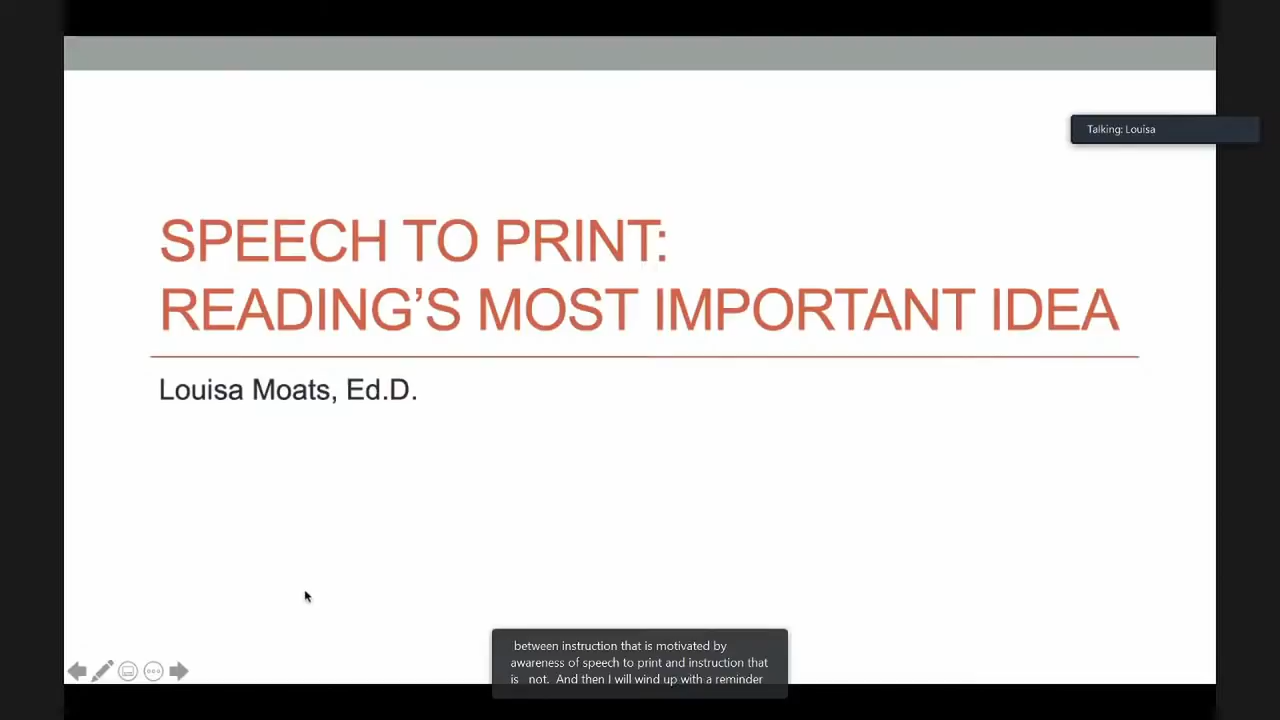 Talking: Louisa
SPEECH TO PRINT:
READING’S MOST IMPORTANT IDEA
Louisa Moats, Ed.D.
between instruction that is motivated by
awareness of speech to print and instruction that
is not. And then I will wind up with a reminder